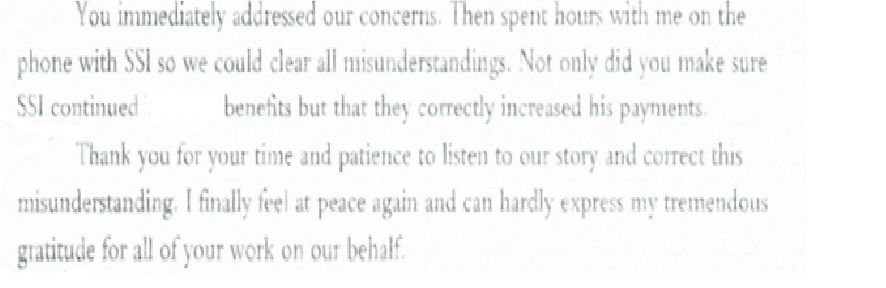 You immediately addressed our concerns. Then spent hours with me on the
phone with SSI so we could clear all misunderstandings. Not only did you make sure
SSI continued benefits but that they correctly increased his payments.
Thank you for your time and patience to listen to our story and correct this
misunderstanding. I finally feel at peace again and can hardly express my tremendous
gratitude for all of your work on our behalf.